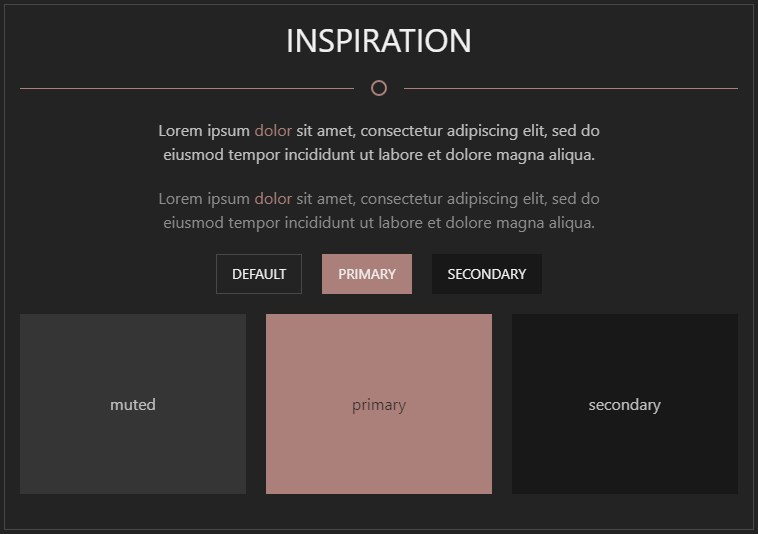 INSPIRATION
Lorem ipsum dolor sit amet, consectetur adipiscing elit, sed do
eiusmod tempor incididunt ut labore et dolore magna aliqua.
Lorem ipsum dolor sit amet, consectetur adipiscing elit, sed do
eiusmod tempor incididunt ut labore et dolore magna aliqua.
DEFAULT PRIMARY SECONDARY
muted primary secondary